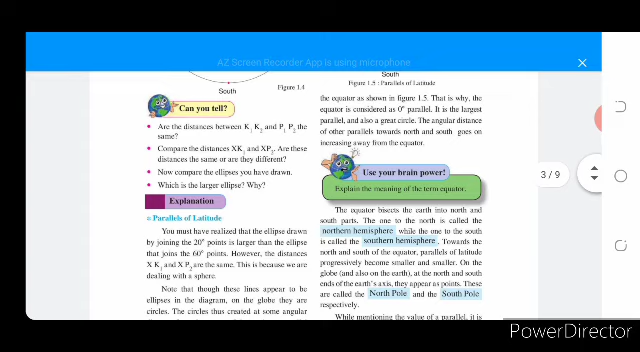 AZ Screen Recorder App is using microphone
South
Figure 1.4
Can you tell?
Are the distances between K1 K2 and P1 P2 the
same?
Compare the distances XK1 and XP2. Are these
distances the same or are they different?
Now compare the ellipses you have drawn.
Which is the larger ellipse? Why?
Explanation
Parallels of Latitude
You must have realized that the ellipse drawn
by joining the 20° points is larger than the ellipse
that joins the 60° points. However, the distances
X K1 and X P2 are the same. This is because we are
dealing with a sphere.
Note that though these lines appear to be
ellipses in the diagram, on the globe they are
circles. The circles thus created at some angular
South
Figure 1.5 : Parallels of Latitude
the equator as shown in figure 1.5. That is why, the
equator is considered as 0° parallel. It is the largest
parallel, and also a great circle. The angular distance
of other parallels towards north and south goes on
increasing away from the equator.
Use your brain power!
Explain the meaning of the term equator.
The equator bisects the earth into north and
south parts. The one to the north is called the
northern hemisphere while the one to the south
is called the southern hemisphere. Towards the
north and south of the equator, parallels of latitude
progressively become smaller and smaller. On the
globe (and also on the earth), at the north and south
ends of the earth's axis, they appear as points. These
are called the North Pole and the South Pole
respectively.
While mentioning the value of a parallel, it is
3 / 9
PowerDirector